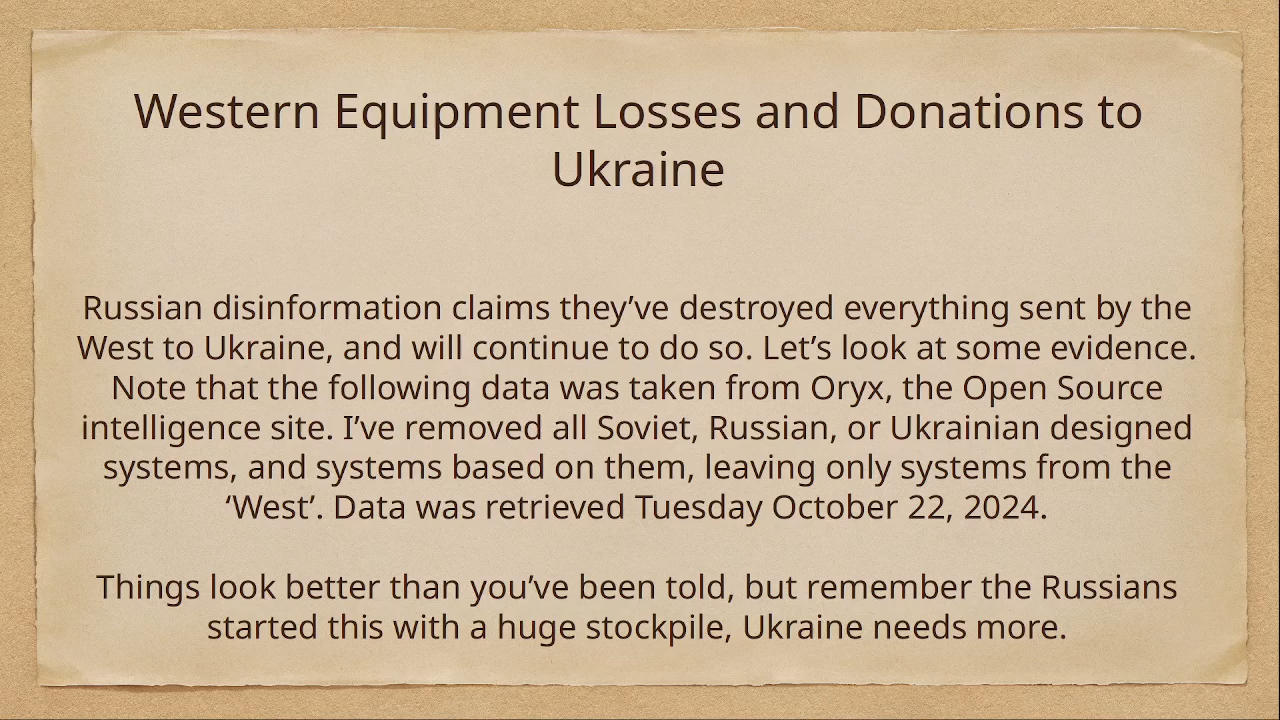 Western Equipment Losses and Donations to
Ukraine
Russian disinformation claims they’ve destroyed everything sent by the
West to Ukraine, and will continue to do so. Let’s look at some evidence.
Note that the following data was taken from Oryx, the Open Source
intelligence site. I’ve removed all Soviet, Russian, or Ukrainian designed
systems, and systems based on them, leaving only systems from the
‘West’. Data was retrieved Tuesday October 22, 2024.
Things look better than you’ve been told, but remember the Russians
started this with a huge stockpile, Ukraine needs more.